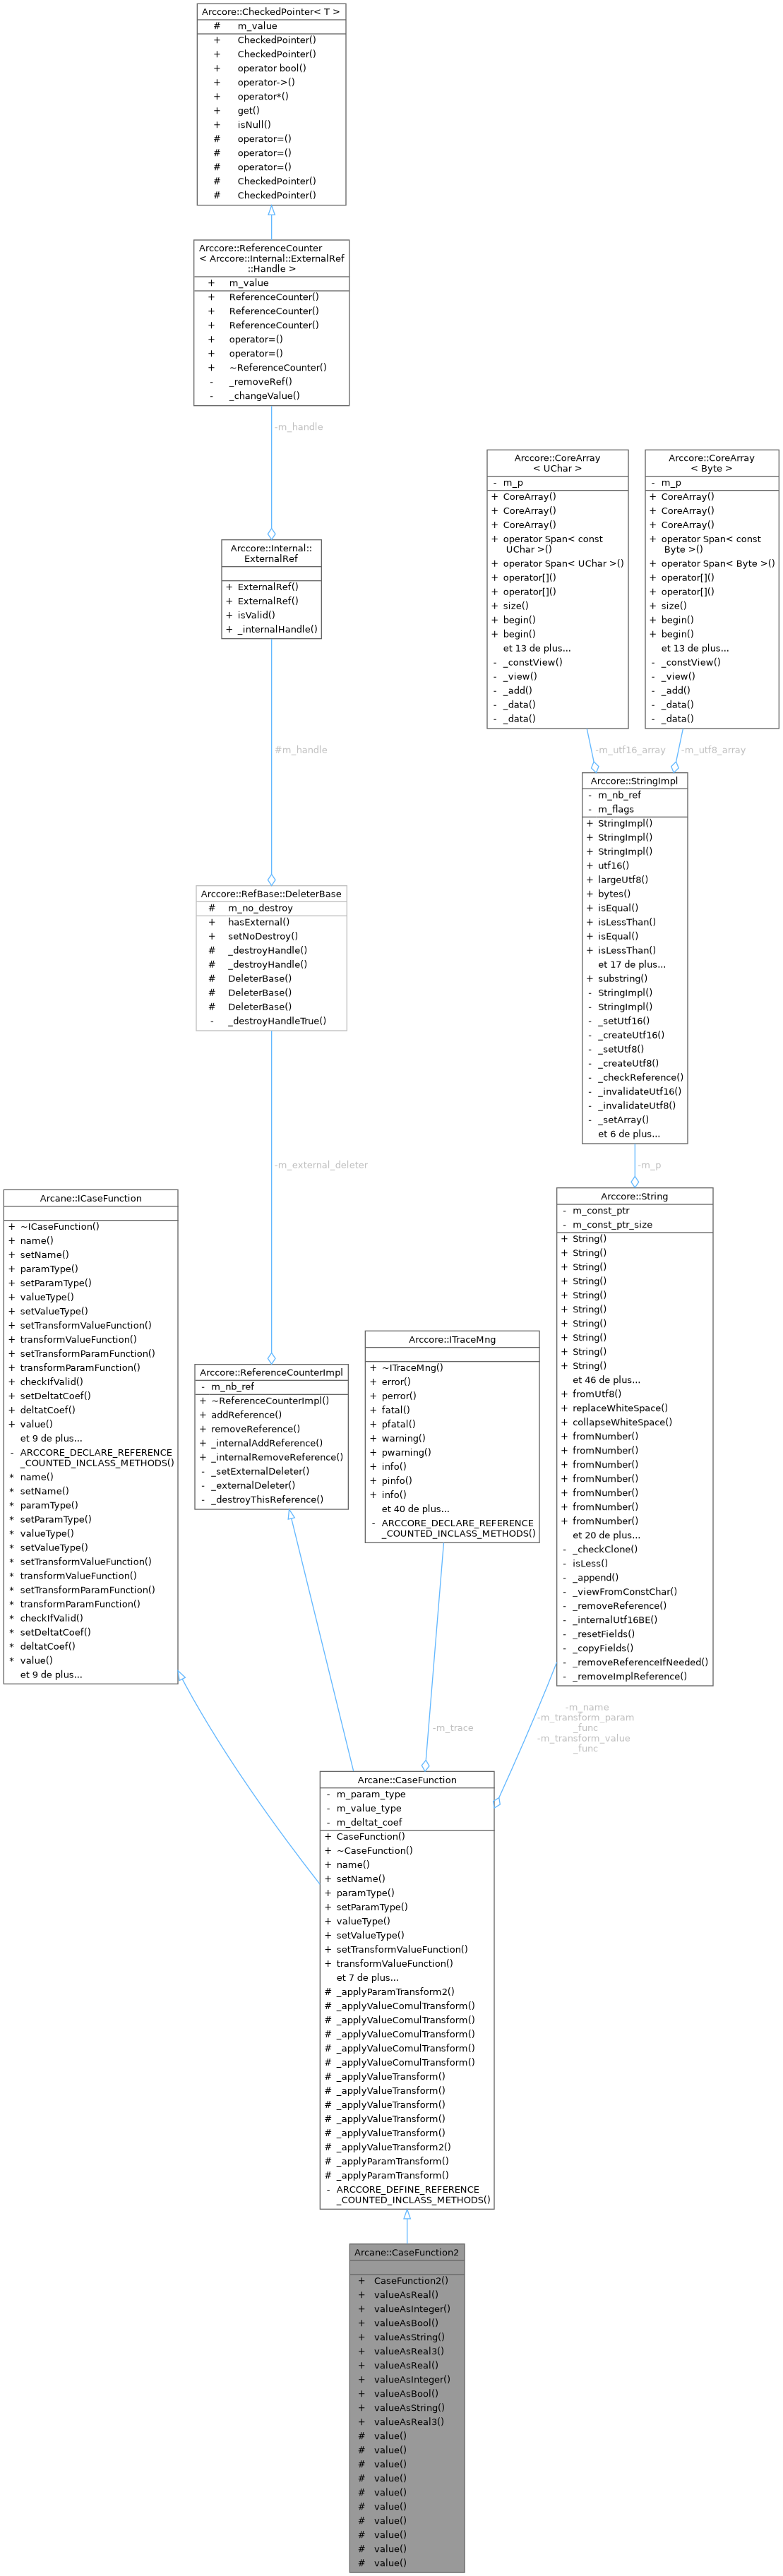 Arccore::CheckedPointer< T >
# m_value
+ CheckedPointer()
+ CheckedPointer()
+ operator bool()
+ operator->()
+ operator*()
+ get()
+ isNull()
# operator=()
# operator=()
# operator=()
# CheckedPointer()
# CheckedPointer()
Arccore::ReferenceCounter
< Arccore::Internal::ExternalRef
::Handle >
+ m_value
+ ReferenceCounter()
+ ReferenceCounter()
+ ReferenceCounter()
+ operator=()
+ operator=()
+ ~ReferenceCounter()
- _removeRef()
- _changeValue()
-m_handle
Arccore::Internal::
ExternalRef
+ ExternalRef()
+ ExternalRef()
+ isValid()
+ _internalHandle()
#m_handle
Arccore::CoreArray
< UChar >
- m_p
+ CoreArray()
+ CoreArray()
+ CoreArray()
+ operator Span< const
UChar >()
+ operator Span< UChar >()
+ operator[]()
+ operator[]()
+ size()
+ begin()
+ begin()
et 13 de plus...
- _constView()
- _view()
- _add()
- _data()
- _data()
-m_utf16_array
Arccore::CoreArray
< Byte >
- m_p
+ CoreArray()
+ CoreArray()
+ CoreArray()
+ operator Span< const
Byte >()
+ operator Span< Byte >()
+ operator[]()
+ operator[]()
+ size()
+ begin()
+ begin()
et 13 de plus...
- _constView()
- _view()
- _add()
- _data()
- _data()
-m_utf8_array
Arccore::StringImpl
- m_nb_ref
- m_flags
+ StringImpl()
+ StringImpl()
+ StringImpl()
+ utf16()
+ largeUtf8()
+ bytes()
+ isEqual()
+ isLessThan()
+ isEqual()
+ isLessThan()
et 17 de plus...
+ substring()
- StringImpl()
- StringImpl()
- _setUtf16()
- _createUtf16()
- _setUtf8()
- _createUtf8()
- _checkReference()
- _invalidateUtf16()
- _invalidateUtf8()
- _setArray()
et 6 de plus...
-m_p
Arccore::RefBase::DeleterBase
# m_no_destroy
+ hasExternal()
+ setNoDestroy()
# _destroyHandle()
# _destroyHandle()
# DeleterBase()
# DeleterBase()
# DeleterBase()
- _destroyHandleTrue()
-m_external_deleter
Arcane::ICaseFunction
+ ~ICaseFunction()
+ name()
+ setName()
+ paramType()
+ setParamType()
+ valueType()
+ setValueType()
+ setTransformValueFunction()
+ transformValueFunction()
+ setTransformParamFunction()
+ transformParamFunction()
+ checkIfValid()
+ setDeltatCoef()
+ deltatCoef()
+ value()
et 9 de plus...
- ARCCORE_DECLARE_REFERENCE
_COUNTED_INCLASS_METHODS()
* name()
* setName()
* paramType()
* setParamType()
* valueType()
* setValueType()
* setTransformValueFunction()
* transformValueFunction()
* setTransformParamFunction()
* transformParamFunction()
* checkIfValid()
* setDeltatCoef()
* deltatCoef()
* value()
et 9 de plus...
Arccore::ReferenceCounterImpl
- m_nb_ref
+ ~ReferenceCounterImpl()
+ addReference()
+ removeReference()
+ _internalAddReference()
+ _internalRemoveReference()
- _setExternalDeleter()
- _externalDeleter()
- _destroyThisReference()
Arccore::ITraceMng
+ ~ITraceMng()
+ error()
+ perror()
+ fatal()
+ pfatal()
+ warning()
+ pwarning()
+ info()
+ pinfo()
+ info()
et 40 de plus...
- ARCCORE_DECLARE_REFERENCE
_COUNTED_INCLASS_METHODS()
-m_trace
Arccore::String
- m_const_ptr
- m_const_ptr_size
+ String()
+ String()
+ String()
+ String()
+ String()
+ String()
+ String()
+ String()
+ String()
+ String()
et 46 de plus...
+ fromUtf8()
+ replaceWhiteSpace()
+ collapseWhiteSpace()
+ fromNumber()
+ fromNumber()
+ fromNumber()
+ fromNumber()
+ fromNumber()
+ fromNumber()
+ fromNumber()
et 20 de plus...
- _checkClone()
- isLess()
- _append()
- _viewFromConstChar()
- _removeReference()
- _internalUtf16BE()
- _resetFields()
- _copyFields()
- _removeReferenceIfNeeded()
- _removeImplReference()
-m_name
-m_transform_param
_func
-m_transform_value
_func
Arcane::CaseFunction
- m_param_type
- m_value_type
- m_deltat_coef
+ CaseFunction()
+ ~CaseFunction()
+ name()
+ setName()
+ paramType()
+ setParamType()
+ valueType()
+ setValueType()
+ setTransformValueFunction()
+ transformValueFunction()
et 7 de plus...
# _applyParamTransform2()
# _applyValueComulTransform()
# _applyValueComulTransform()
# _applyValueComulTransform()
# _applyValueComulTransform()
# _applyValueComulTransform()
# _applyValueTransform()
# _applyValueTransform()
# _applyValueTransform()
# _applyValueTransform()
# _applyValueTransform()
# _applyValueTransform2()
# _applyParamTransform()
# _applyParamTransform()
- ARCCORE_DEFINE_REFERENCE
_COUNTED_INCLASS_METHODS()
Arcane::CaseFunction2
+ CaseFunction2()
+ valueAsReal()
+ valueAsInteger()
+ valueAsBool()
+ valueAsString()
+ valueAsReal3()
+ valueAsReal()
+ valueAsInteger()
+ valueAsBool()
+ valueAsString()
+ valueAsReal3()
# value()
# value()
# value()
# value()
# value()
# value()
# value()
# value()
# value()
# value()